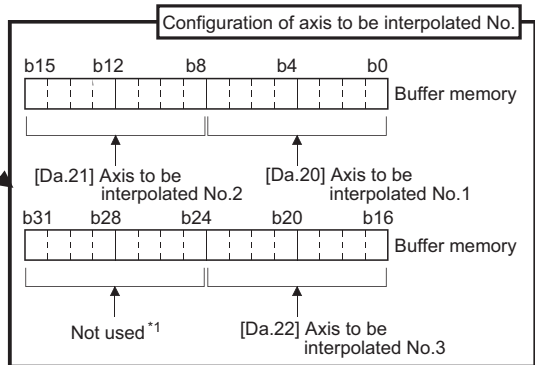 Configuration of axis to be interpolated No.
b15 b12 b8 b4 b0
Buffer memory
[Da.21] Axis to be interpolated No.2
[Da.20] Axis to be interpolated No.1
b31 b28 b24 b20 b16
Buffer memory
Not used *1
[Da.22] Axis to be interpolated No.3